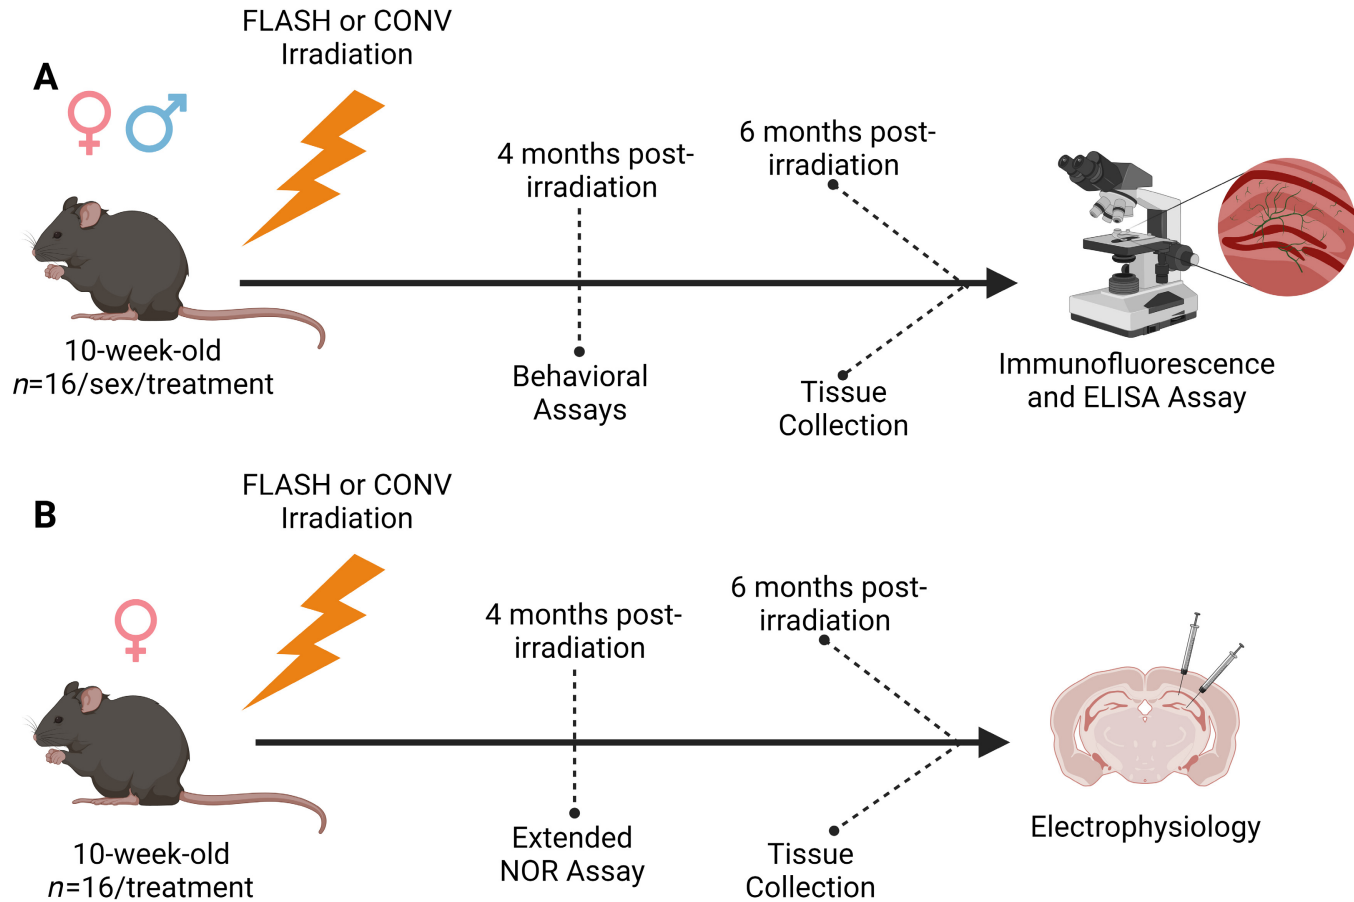 FLASH or CONV
Irradiation
A
4 months post-
irradiation
6 months post-
irradiation
10-week-old
n=16/sex/treatment
Behavioral
Assays
Tissue
Collection
Immunofluorescence
and ELISA Assay
FLASH or CONV
Irradiation
B
4 months post-
irradiation
6 months post-
irradiation
10-week-old
n=16/treatment
Extended
NOR Assay
Tissue
Collection
Electrophysiology